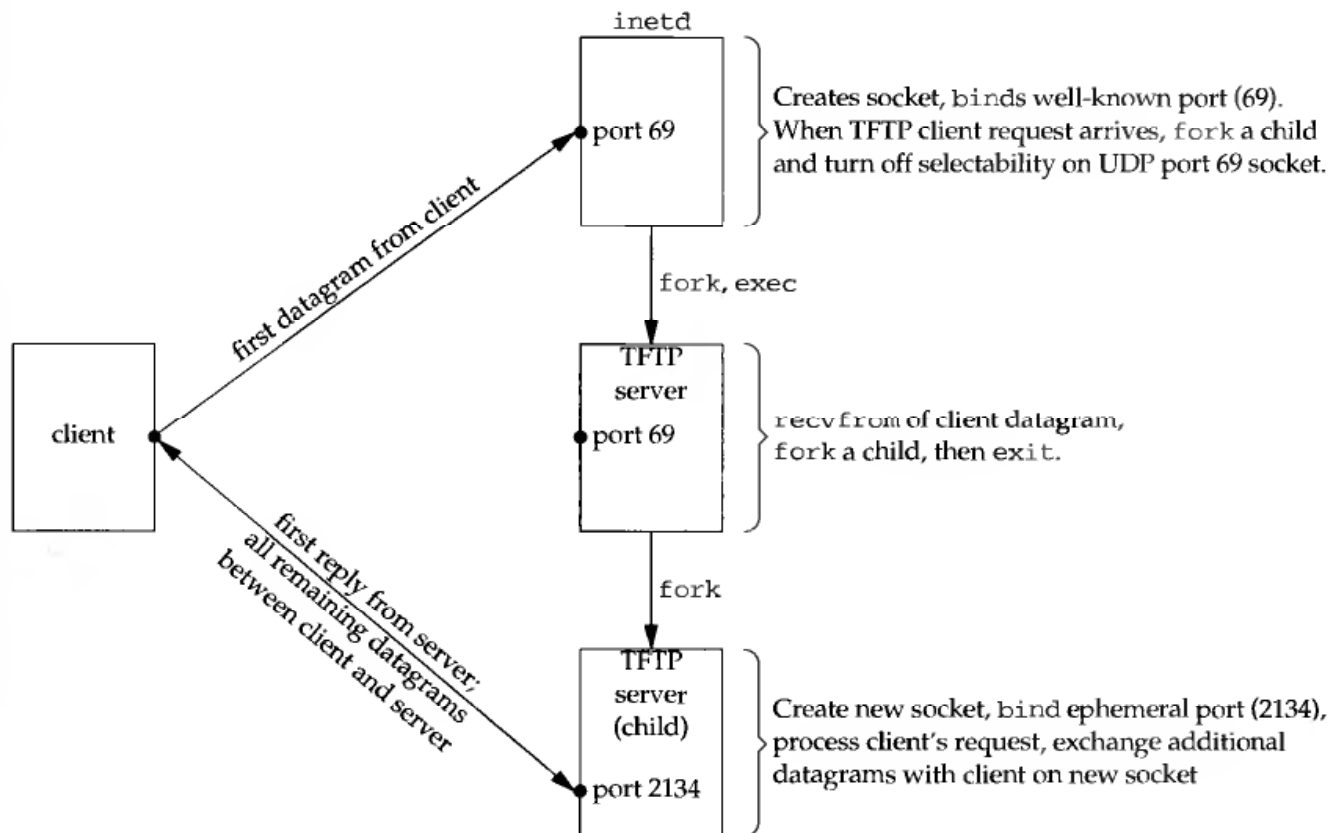 inetd
port 69
Creates socket, binds well-known port (69).
When TFTP client request arrives, fork a child
and turn off selectability on UDP port 69 socket.
first datagram from client
fork, exec
client
TFTP
server
port 69
recvfrom of client datagram,
fork a child, then exit.
first reply from server;
all remaining datagrams
between client and server
fork
TFTP
server
(child)
port 2134
Create new socket, bind ephemeral port (2134),
process client's request, exchange additional
datagrams with client on new socket